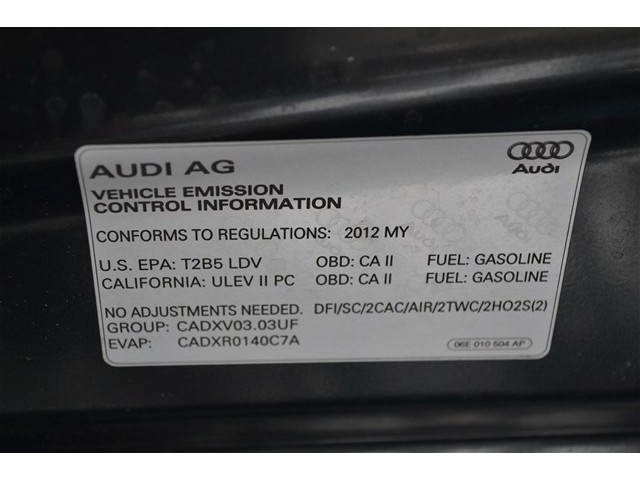 AUDI AG
Audi
VEHICLE EMISSION
CONTROL INFORMATION
CONFORMS TO REGULATIONS: 2012 MY
U.S. EPA: T2B5 LDV OBD: CA II FUEL: GASOLINE
CALIFORNIA: ULEV II PC OBD: CA II FUEL: GASOLINE
NO ADJUSTMENTS NEEDED. DFI/SC/2CAC/AIR/2TWC/2HO2S(2)
GROUP: CADXV03.03UF
EVAP: CADXR0140C7A
06E 010 504 AP